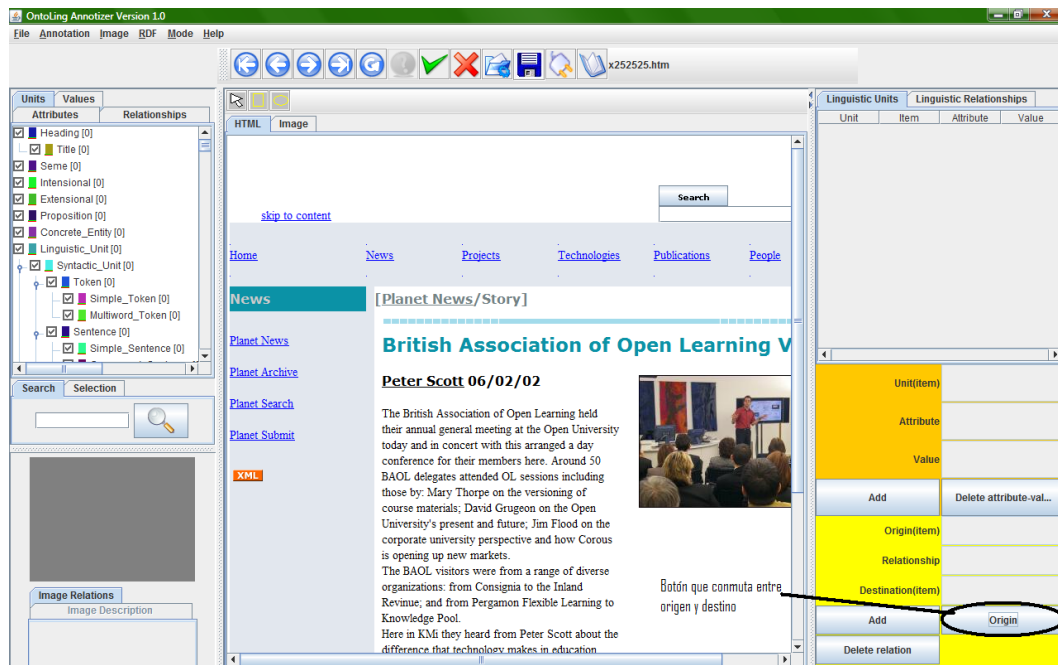 OntoLing Annotizer Version 1.0
File Annotation Image RDF Mode Help
x252525.htm
Units Values
Attributes Relationships
Heading [0]
Title [0]
Seme [0]
Intensional [0]
Extensional [0]
Proposition [0]
Concrete_Entity [0]
Linguistic_Unit [0]
Syntactic_Unit [0]
Token [0]
Simple_Token [0]
Multiword_Token [0]
Sentence [0]
Simple_Sentence [0]
Search Selection
Image Relations
Image Description
HTML Image
Search
skip to content
Home News Projects Technologies Publications People
News
Planet News
Planet Archive
Planet Search
Planet Submit
XML
[Planet News/Story]
British Association of Open Learning V
Peter Scott 06/02/02
The British Association of Open Learning held
their annual general meeting at the Open University
today and in concert with this arranged a day
conference for their members here. Around 50
BAOL delegates attended OL sessions including
those by: Mary Thorpe on the versioning of
course materials; David Grugeon on the Open
University's present and future; Jim Flood on the
corporate university perspective and how Corous
is opening up new markets.
The BAOL visitors were from a range of diverse
organizations: from Consignia to the Inland
Revinue; and from Pergamon Flexible Learning to
Knowledge Pool.
Here in KMi they heard from Peter Scott about the
difference that technology makes in education
Botón que conmuta entre
origen y destino
Linguistic Units Linguistic Relationships
Unit Item Attribute Value
Unit(item)
Attribute
Value
Add Delete attribute-val...
Origin(item)
Relationship
Destination(item)
Add Origin
Delete relation